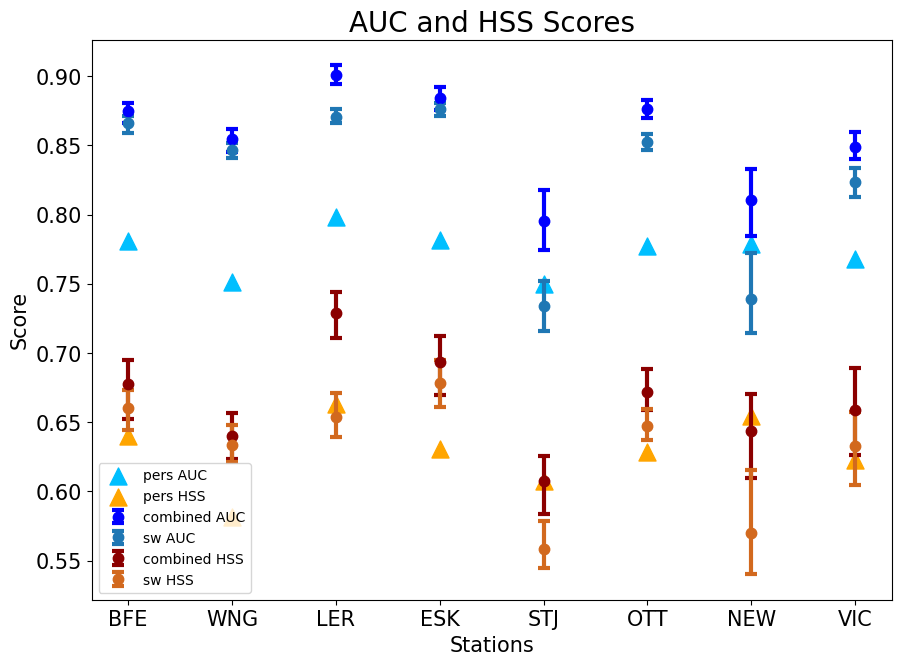 AUC and HSS Scores
Score
0.90
0.85
0.80
0.75
0.70
0.65
0.60
0.55
pers AUC
pers HSS
combined AUC
sw AUC
combined HSS
sw HSS
BFE WNG LER ESK STJ OTT NEW VIC
Stations